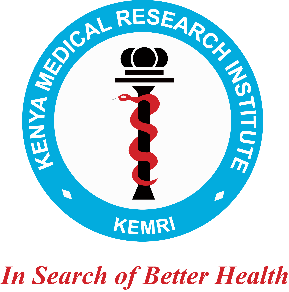 KENYA MEDICAL RESEARCH INSTITUTE
KEMRI
In Search of Better Health